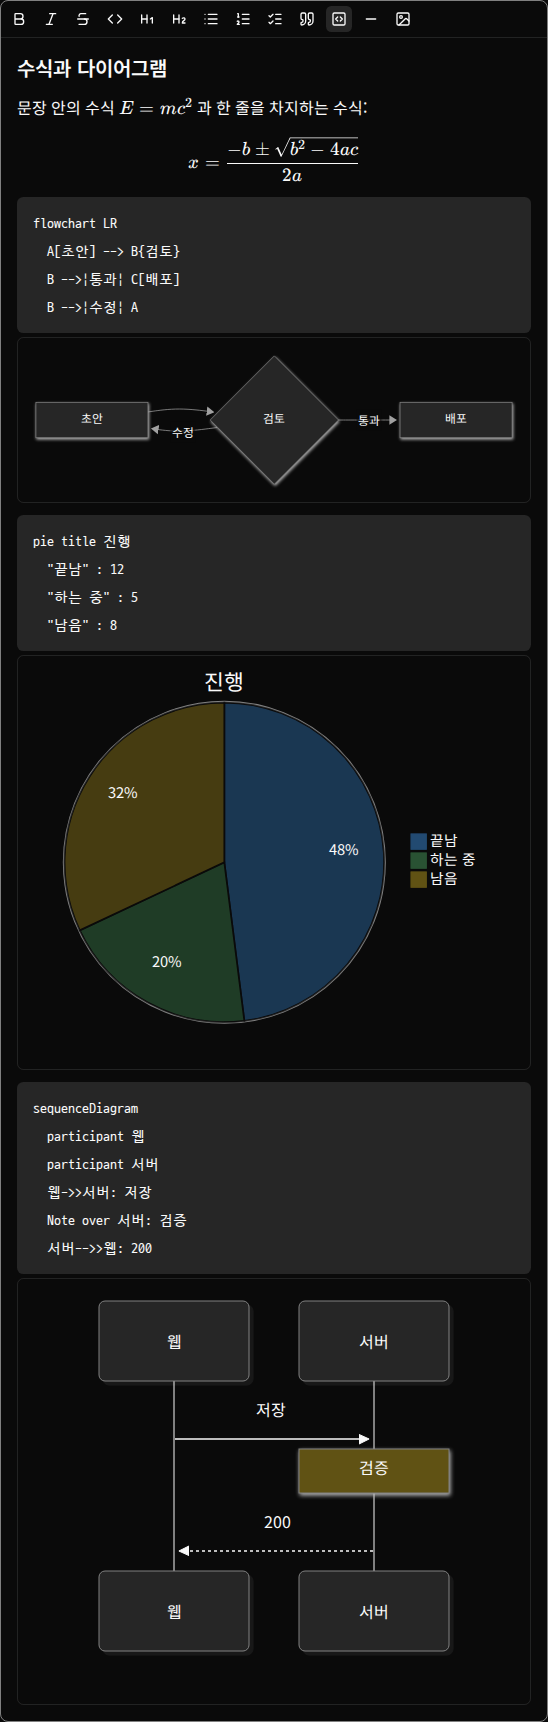 B I S <> H1 H2
수식과 다이어그램
문장 안의 수식 E = mc² 과 한 줄을 차지하는 수식:
x = (-b ± √(b² − 4ac)) / 2a
flowchart LR
A[초안] --> B{검토}
B -->|통과| C[배포]
B -->|수정| A
초안 검토 통과 배포
수정
pie title 진행
"끝남" : 12
"하는 중" : 5
"남음" : 8
진행
32%
48%
20%
끝남
하는 중
남음
sequenceDiagram
participant 웹
participant 서버
웹->>서버: 저장
Note over 서버: 검증
서버-->>웹: 200
웹 서버
저장
검증
200
웹 서버